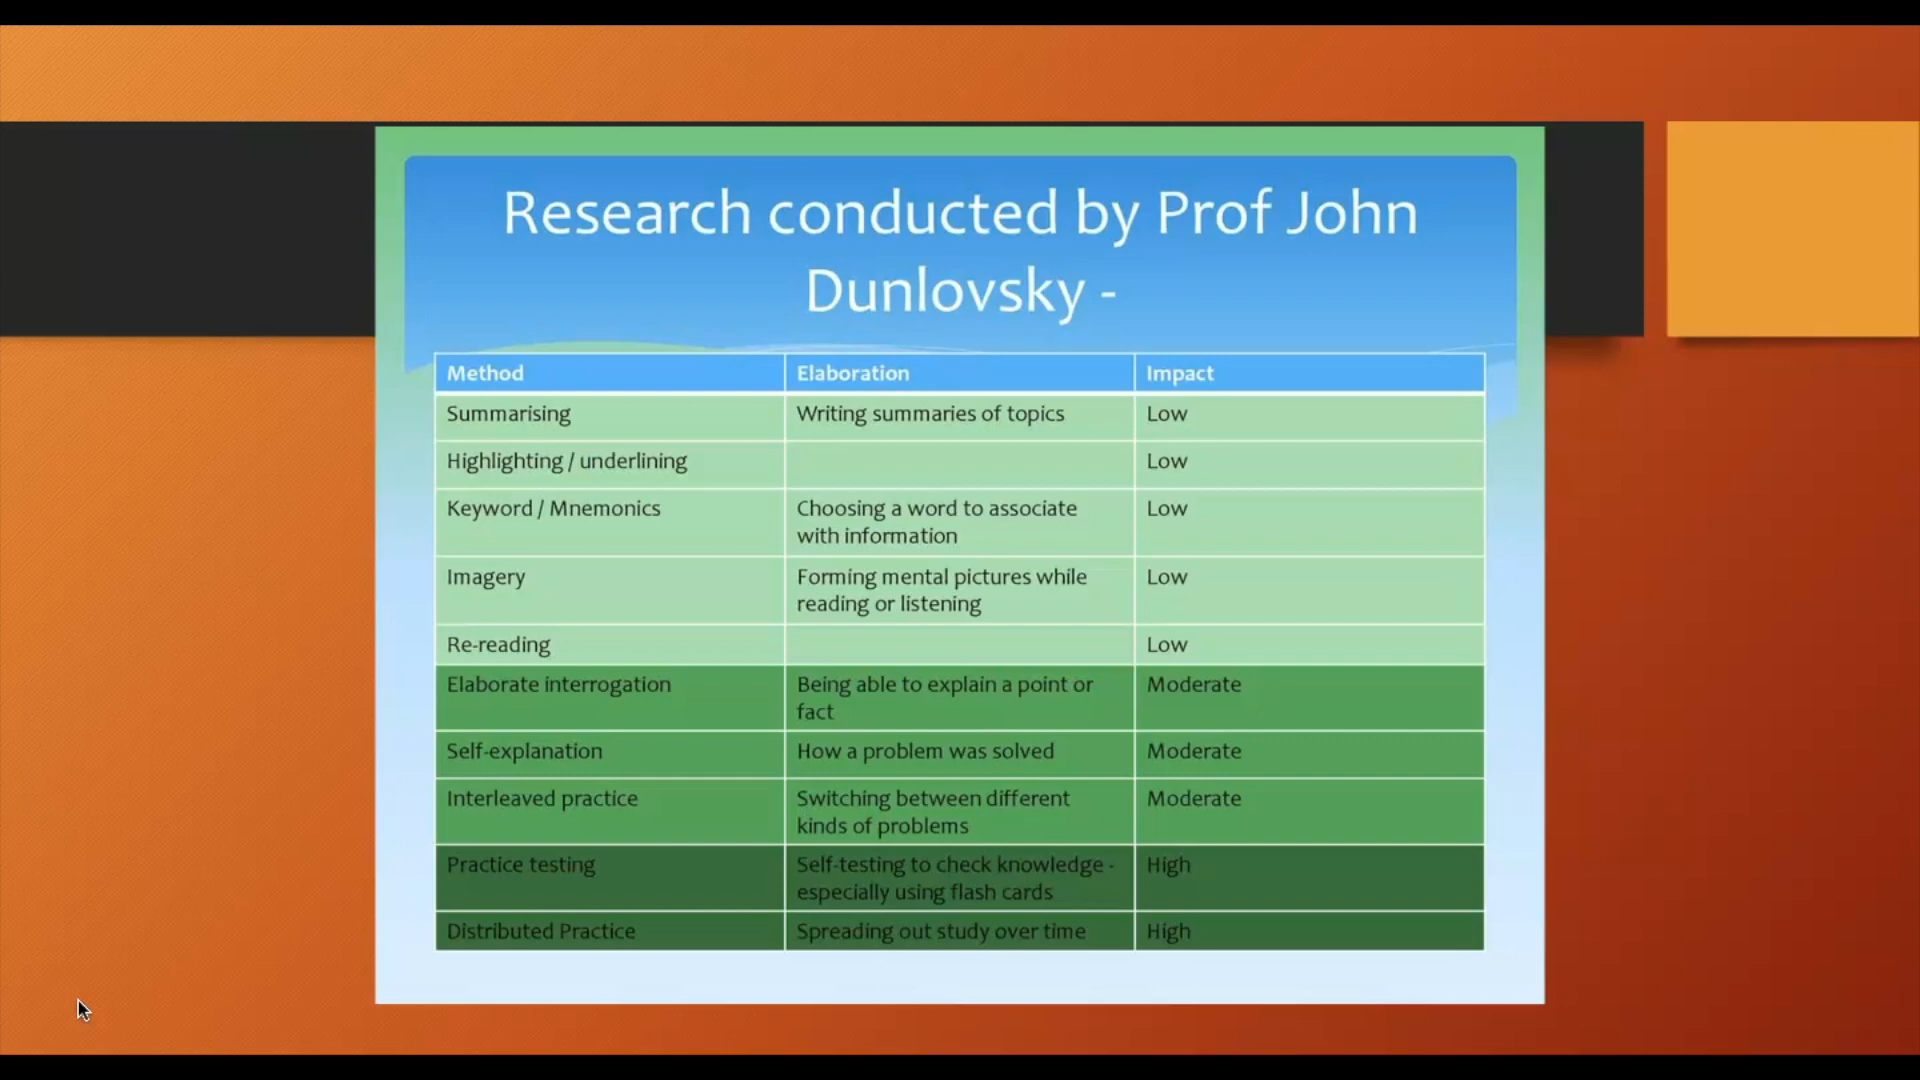 Research conducted by Prof John
Dunlovsky -
Method Elaboration Impact
Summarising Writing summaries of topics Low
Highlighting / underlining Low
Keyword / Mnemonics Choosing a word to associate Low
with information
Imagery Forming mental pictures while Low
reading or listening
Re-reading Low
Elaborate interrogation Being able to explain a point or Moderate
fact
Self-explanation How a problem was solved Moderate
Interleaved practice Switching between different Moderate
kinds of problems
Practice testing Self-testing to check knowledge - High
especially using flash cards
Distributed Practice Spreading out study over time High